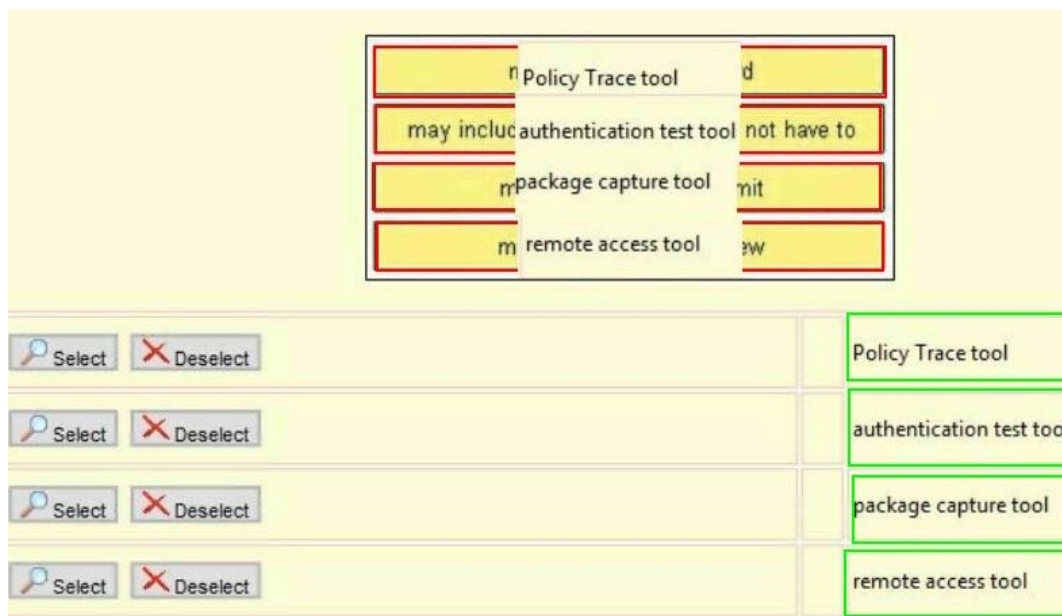 Policy Trace tool
may includ authentication test tool not have to
package capture tool mit
remote access tool ew
Select Deselect Policy Trace tool
Select Deselect authentication test too
Select Deselect package capture tool
Select Deselect remote access tool